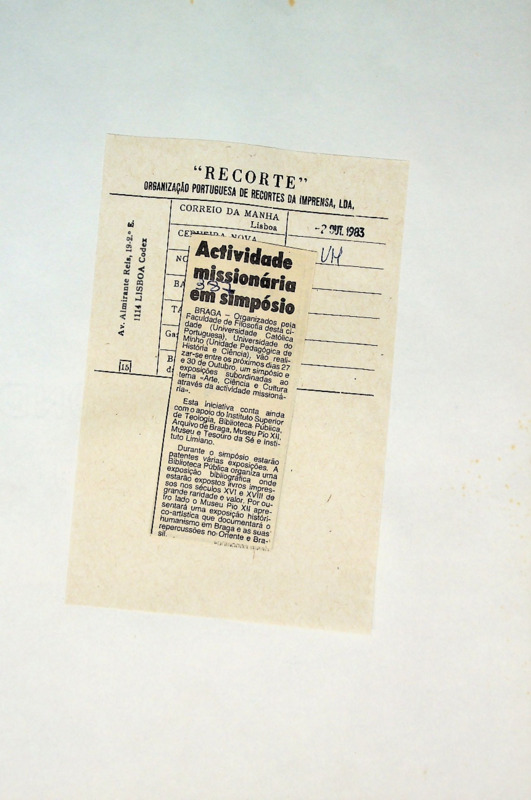 "RECORTE"
ORGANIZAÇÃO PORTUGUESA DE RECORTES DA IMPRENSA, LDA.
Av. Almirante Reis, 19-2.º E.
1114 LISBOA Codex
[15]
CORREIO DA MANHA
Lisboa
-2 OUT. 1983
CERVEIRA NOVA
VH
NO
BA
TA
Ga
B
d
Actividade
missionária
em simpósio
BRAGA — Organizados pela
Faculdade de Filosofia desta ci-
dade (Universidade Católica
Portuguesa), Universidade do
Minho (Unidade Pedagógica de
História e Ciência), vão reali-
zar-se entre os próximos dias 27
e 30 de Outubro, um simpósio e
exposições subordinadas ao
tema «Arte, Ciência e Cultura
através da actividade missioná-
ria».
Esta iniciativa conta ainda
com o apoio do Instituto Superior
de Teologia, Biblioteca Pública,
Arquivo de Braga, Museu Pio XII,
Museu e Tesouro da Sé e Insti-
tuto Limiano.
Durante o simpósio estarão
patentes várias exposições. A
Biblioteca Pública organiza uma
exposição bibliográfica onde
estarão expostos livros impres-
sos nos séculos XVI e XVIII de
grande raridade e valor. Por ou-
tro lado o Museu Pio XII apre-
sentará uma exposição históri-
co-artística que documentará o
humanismo em Braga e as suas
repercussões no Oriente e Bra-
sil.